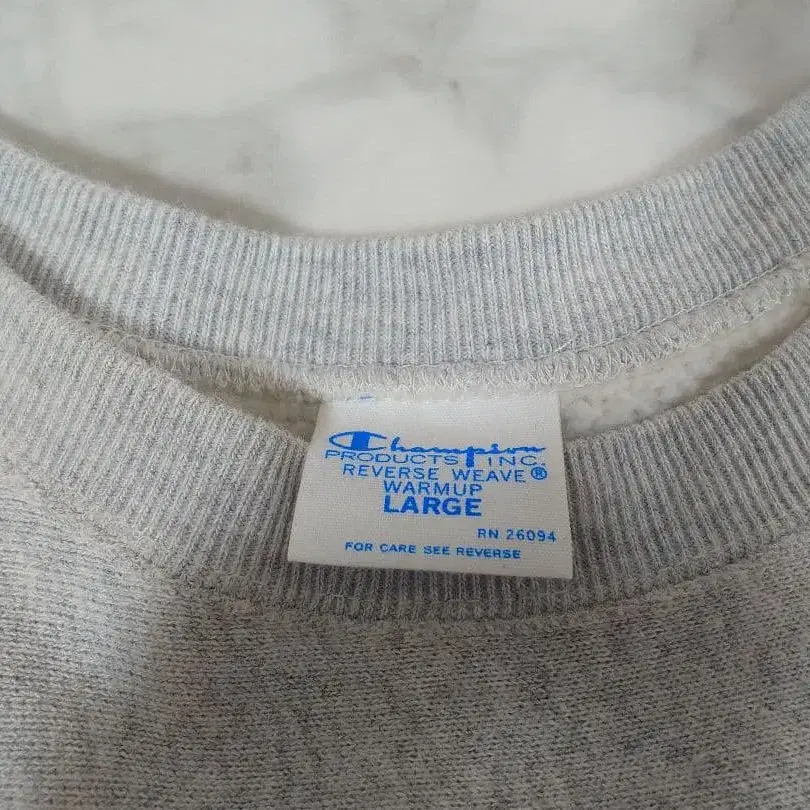 Champion
PRODUCTS INC.
REVERSE WEAVE®
WARMUP
LARGE
RN 26094
FOR CARE SEE REVERSE